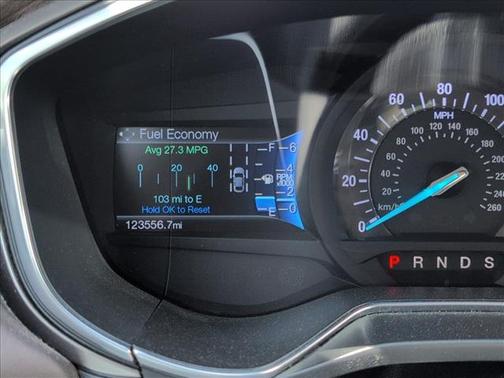 Fuel Economy
Avg 27.3 MPG
0 20 40
103 mi to E
Hold OK to Reset
123556.7mi
F 6
4
RPM
x1000
2
E 0
0 20 40 60 80 100
MPH
20 40 60 80 100 120 140 160 180 200 220 240 260
km/h
P R N D S